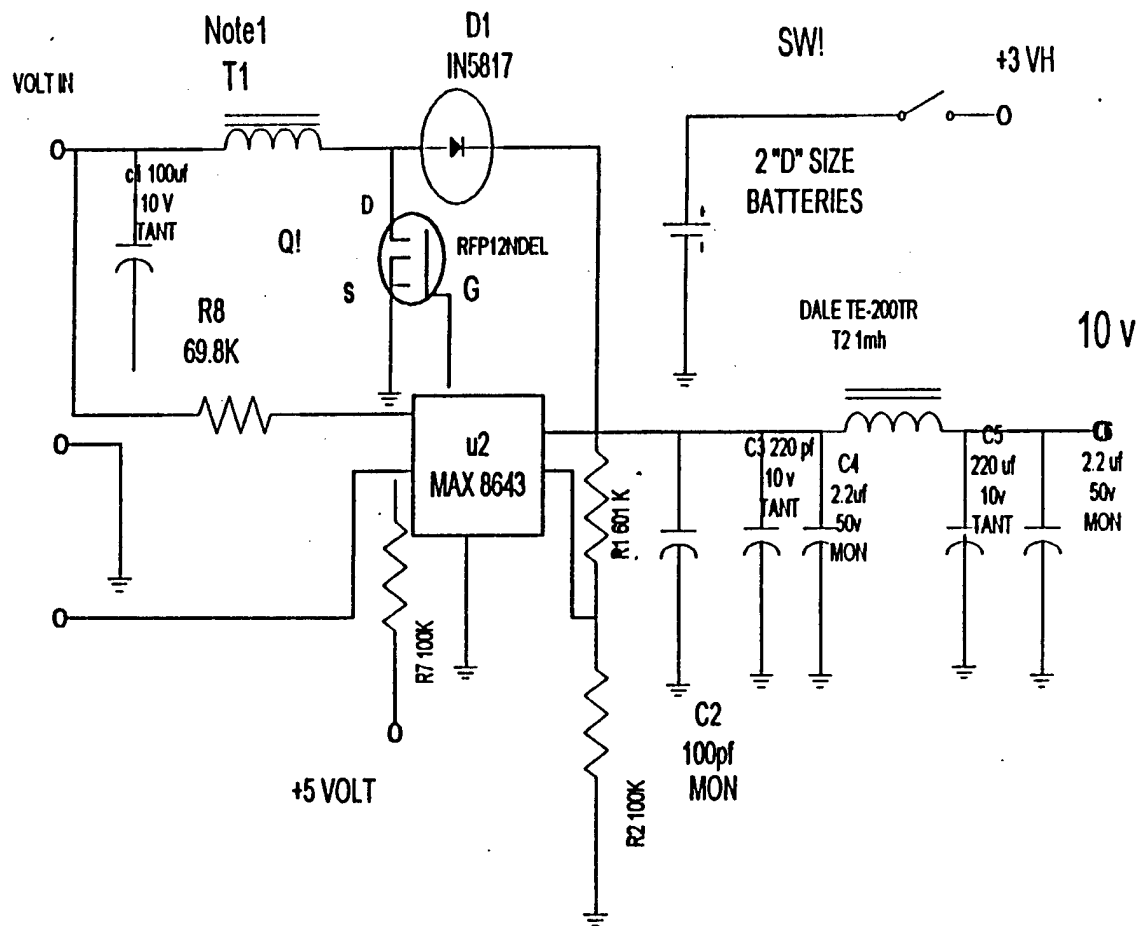 Note1
T1
D1
IN5817
SW!
+3 VH
VOLT IN
2 "D" SIZE
BATTERIES
c1 100uf
10 V
TANT
D
Q!
RFP12NDEL
S
G
R8
69.8K
DALE TE-200TR
T2 1mh
10 v
u2
MAX 8643
R1 601 K
C3 220 pf
10 v
TANT
C4
2.2uf
50v
MON
C5
220 uf
10v
TANT
2.2 uf
50v
MON
R7 100K
+5 VOLT
C2
100pf
MON
R2 100K